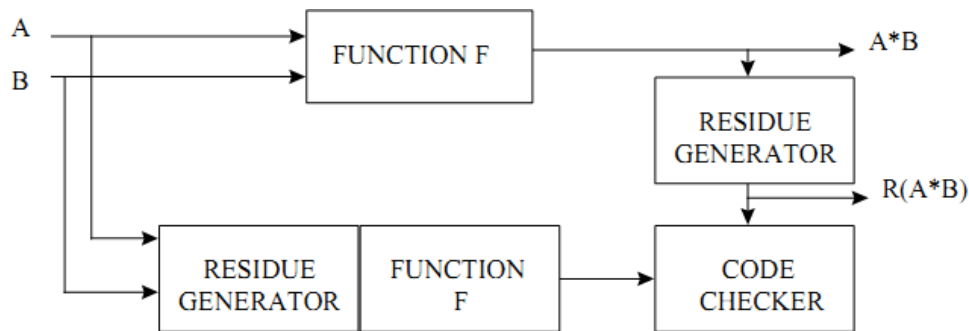 A
FUNCTION F
A*B
B
RESIDUE
GENERATOR
R(A*B)
RESIDUE
GENERATOR
FUNCTION
F
CODE
CHECKER